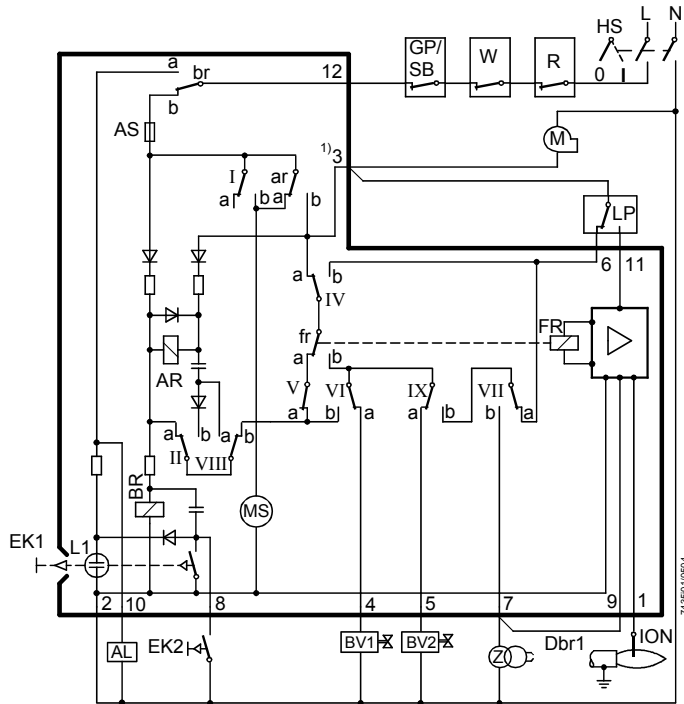 HS L N
GP/ SB W R
a br 12
b
0 I
AS M
1) 3
I ar
a b a b
LP
a b 6 11
IV
fr FR
a b
AR
V VI IX VII
a b a b b a
a b a b
II VIII
BR
MS
EK1 L1
2 10 8 4 5 7 9 1
Dbr1 ION
AL EK2 BV1 BV2 Z